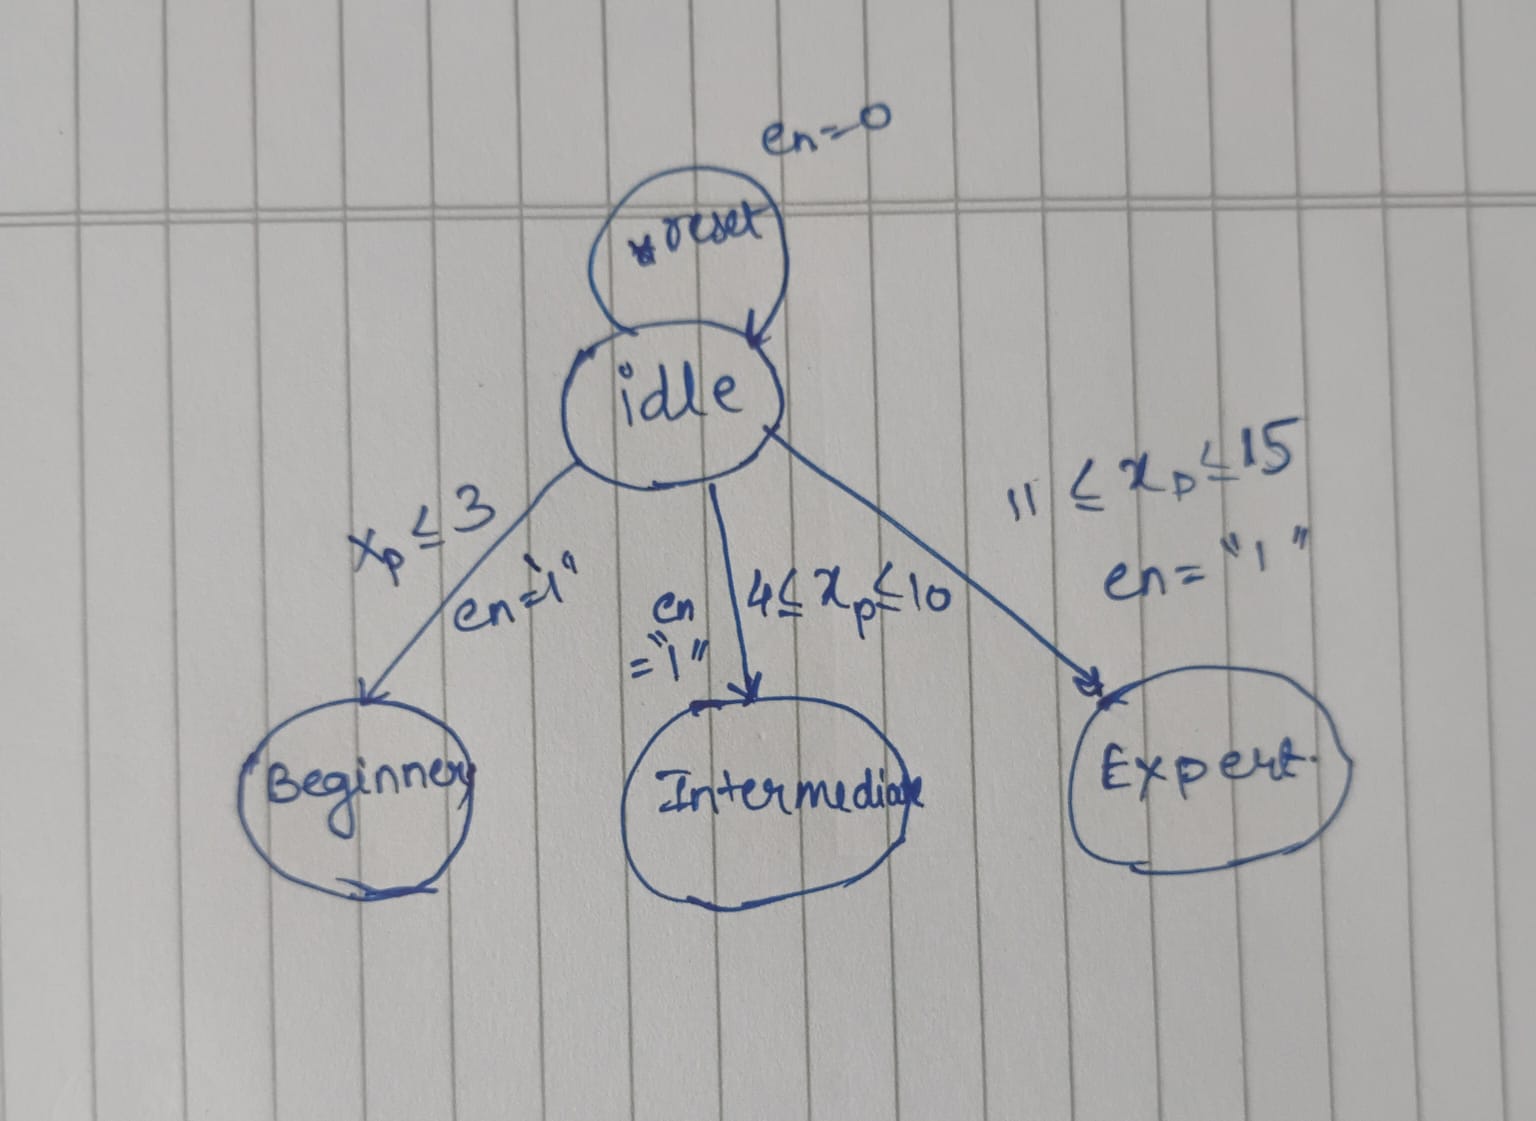 en=0
*reset
idle
11 ≤ xp ≤ 15
en= "1"
xp ≤ 3
en="1"
en
="1"
4 ≤ xp ≤ 10
Beginner
Intermediate
Expert.